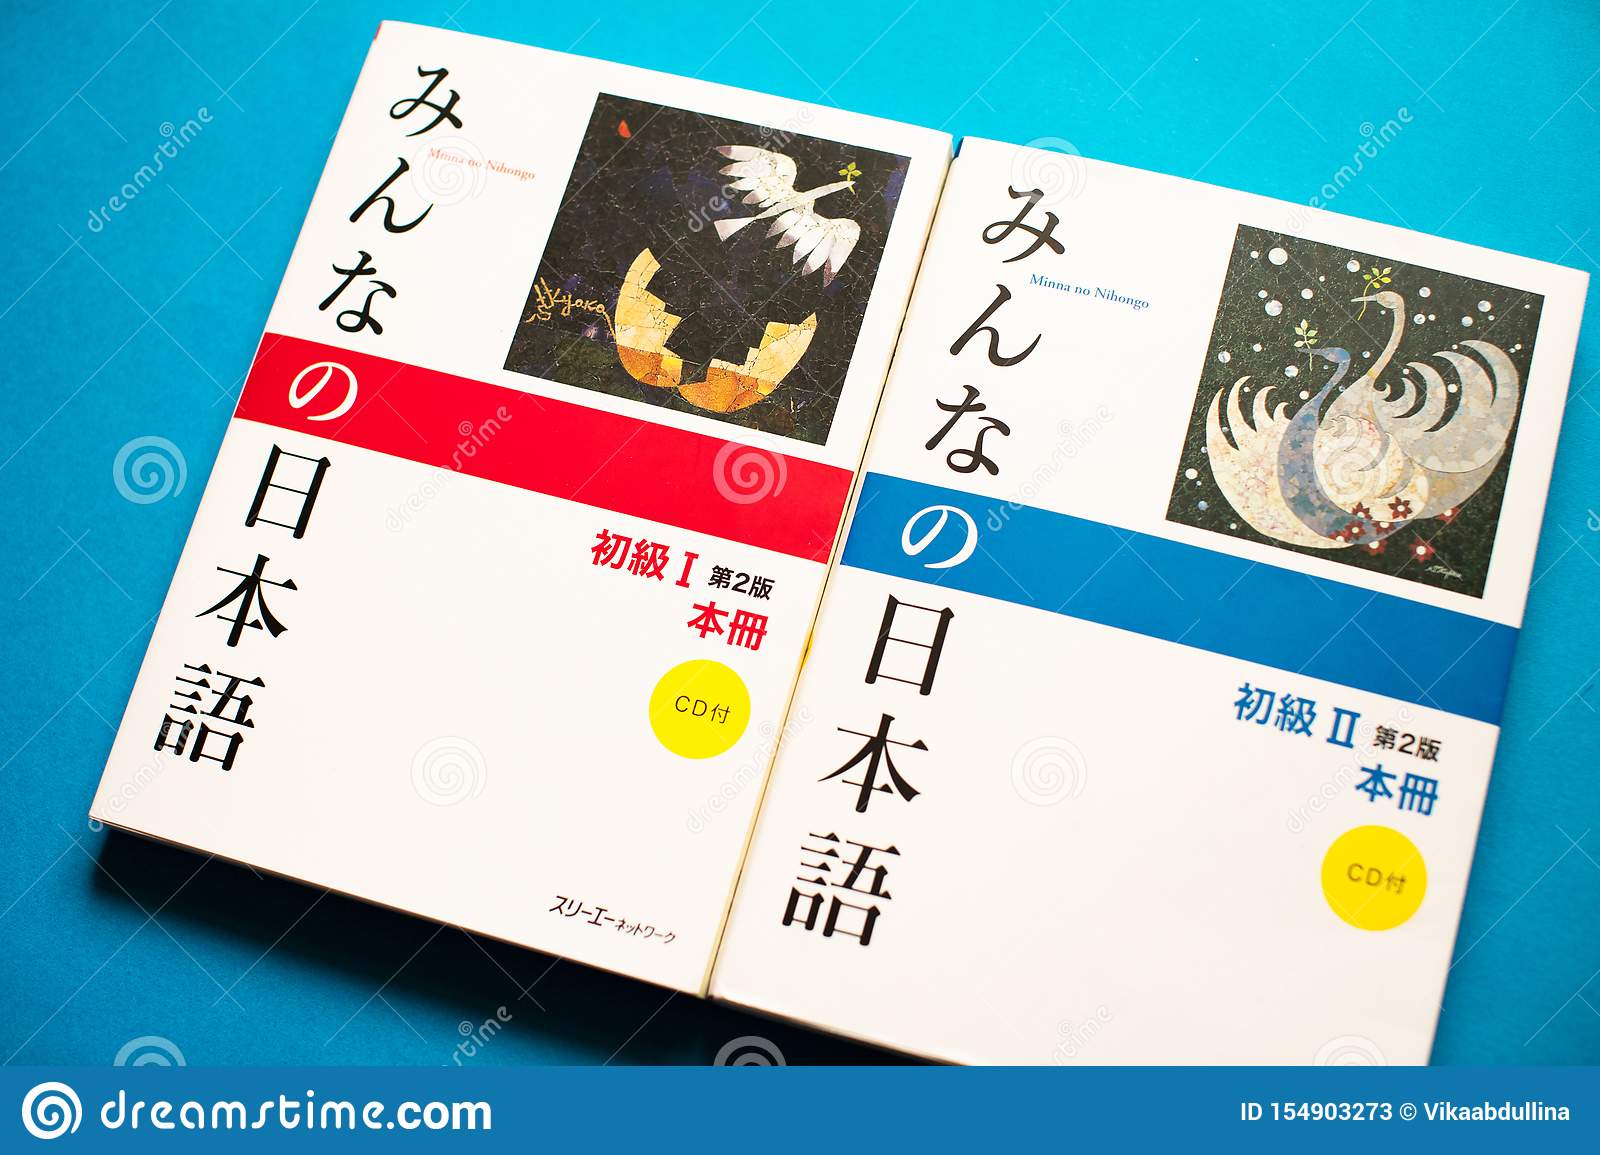 みんなの日本語
Minna no Nihongo
初級 I 第2版
本冊
CD付
スリーエーネットワーク
みんなの日本語
Minna no Nihongo
初級 II 第2版
本冊
CD付
dreamstime.com
ID 154903273 © Vikaabdullina